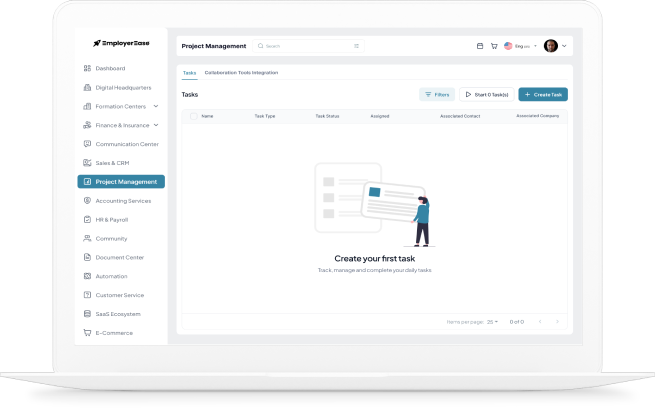 EmployerEase
Dashboard
Digital Headquarters
Formation Centers
Finance & Insurance
Communication Center
Sales & CRM
Project Management
Accounting Services
HR & Payroll
Community
Document Center
Automation
Customer Service
SaaS Ecosystem
E-Commerce
Project Management
Search
Eng
Tasks Collaboration Tools Integration
Tasks
Filters
Start 0 Task(s)
Create Task
Name Task Type Task Status Assigned Associated Contact Associated Company
Create your first task
Track, manage and complete your daily tasks
Items per page: 25 0 of 0